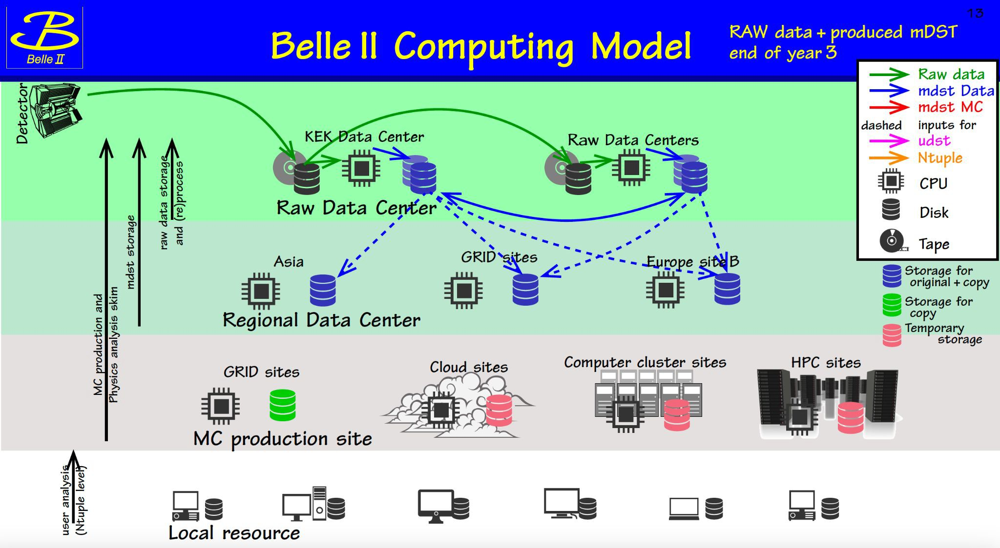 13
Belle II
Belle II Computing Model
RAW data + produced mDST
end of year 3
Raw data
mdst Data
mdst MC
dashed inputs for
udst
Ntuple
CPU
Disk
Tape
Storage for
original + copy
Storage for
copy
Temporary
storage
Detector
KEK Data Center
Raw Data Centers
Raw Data Center
raw data storage
and (re)process
mdst storage
MC production and
Physics analysis skim
Asia
GRID sites
Europe site B
Regional Data Center
GRID sites
Cloud sites
Computer cluster sites
HPC sites
MC production site
user analysis
(Ntuple level)
Local resource